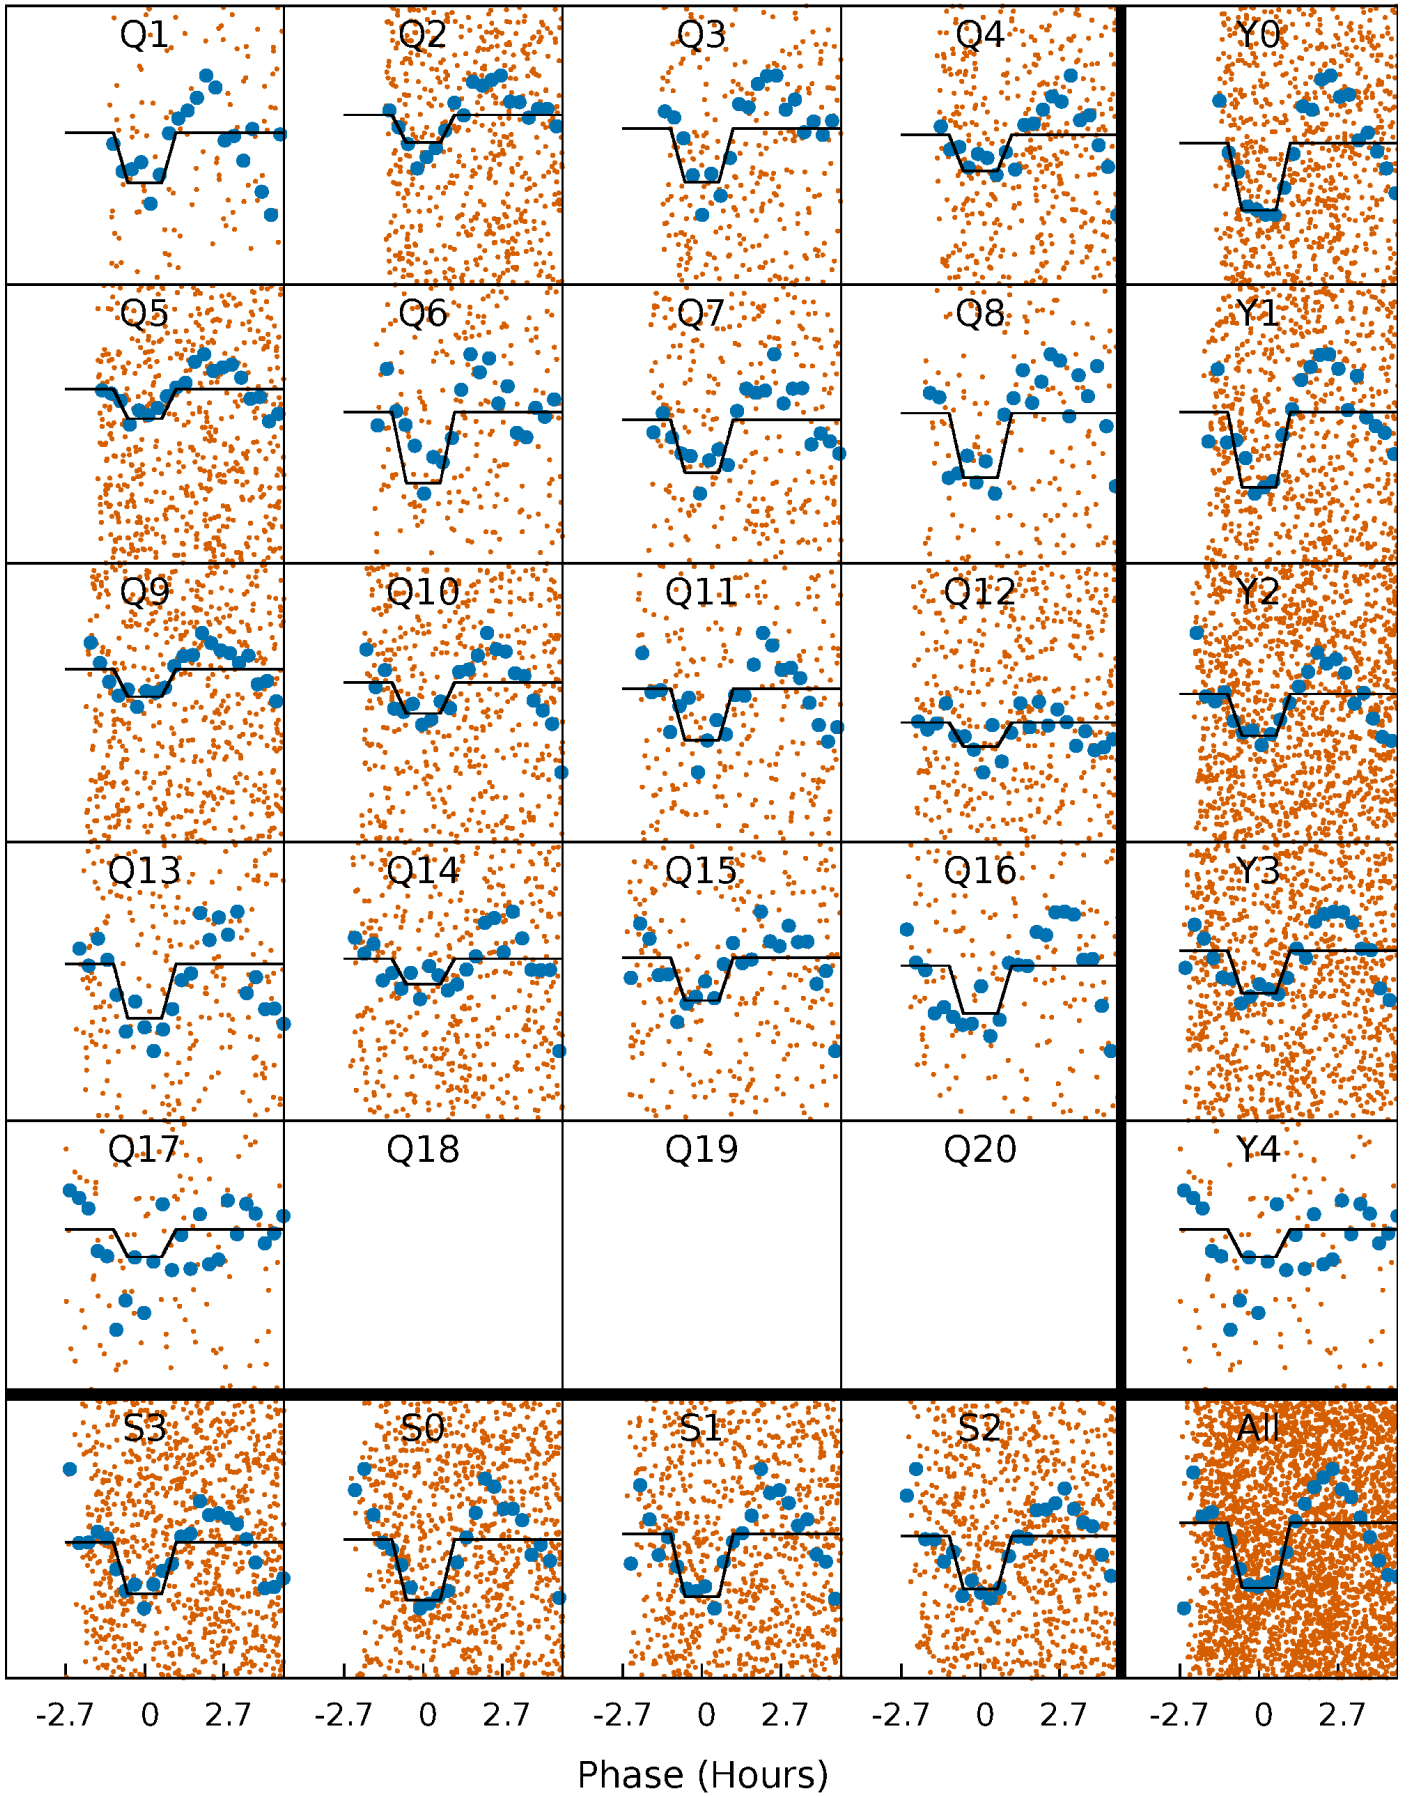 Q1 Q2 Q3 Q4 Y0
Q5 Q6 Q7 Q8 Y1
Q9 Q10 Q11 Q12 Y2
Q13 Q14 Q15 Q16 Y3
Q17 Q18 Q19 Q20 Y4
S3 S0 S1 S2 All
-2.7 0 2.7 -2.7 0 2.7 -2.7 0 2.7 -2.7 0 2.7 -2.7 0 2.7
Phase (Hours)